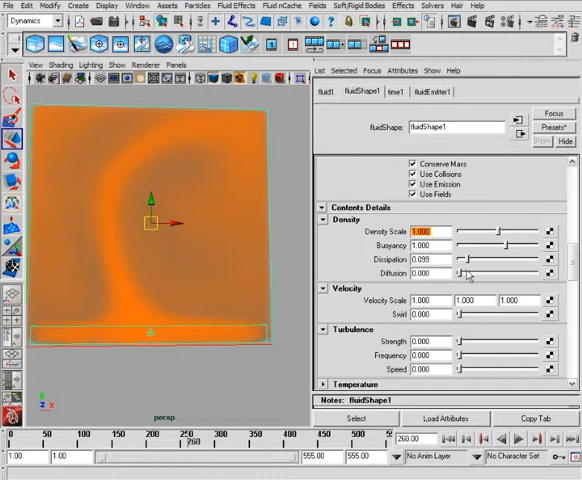 File Edit Modify Create Display Window Assets Particles Fluid Effects Fluid nCache Fields Soft/Rigid Bodies Effects Solvers Hair Help
Dynamics
View Shading Lighting Show Renderer Panels
List Selected Focus Attributes Show Help
fluid1 fluidShape1 time1 fluidEmitter1
Focus
fluidShape: fluidShape1
Presets*
Show Hide
Conserve Mass
Use Collisions
Use Emission
Use Fields
Contents Details
Density
Density Scale 1.000
Buoyancy 1.000
Dissipation 0.099
Diffusion 0.000
Velocity
Velocity Scale 1.000 1.000 1.000
Swirl 0.000
Turbulence
Strength 0.000
Frequency 0.000
Speed 0.000
Temperature
Notes: fluidShape1
Select Load Attributes Copy Tab
persp
Y
Z X
0 50 100 150 200 260 300 350 400 450 500 260.00
1.00 1.00 555.00 555.00 No Anim Layer No Character Set